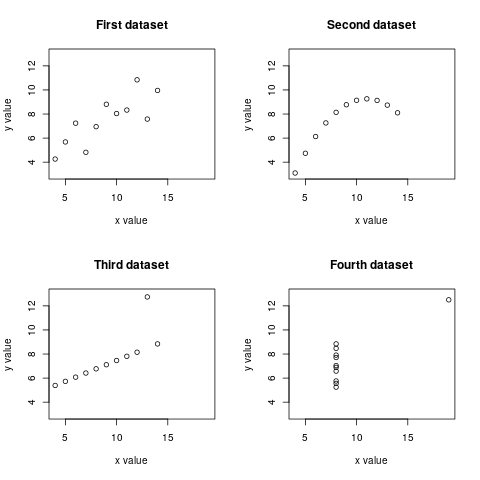 First dataset
y value
4 6 8 10 12
5 10 15
x value
Second dataset
y value
4 6 8 10 12
5 10 15
x value
Third dataset
y value
4 6 8 10 12
5 10 15
x value
Fourth dataset
y value
4 6 8 10 12
5 10 15
x value